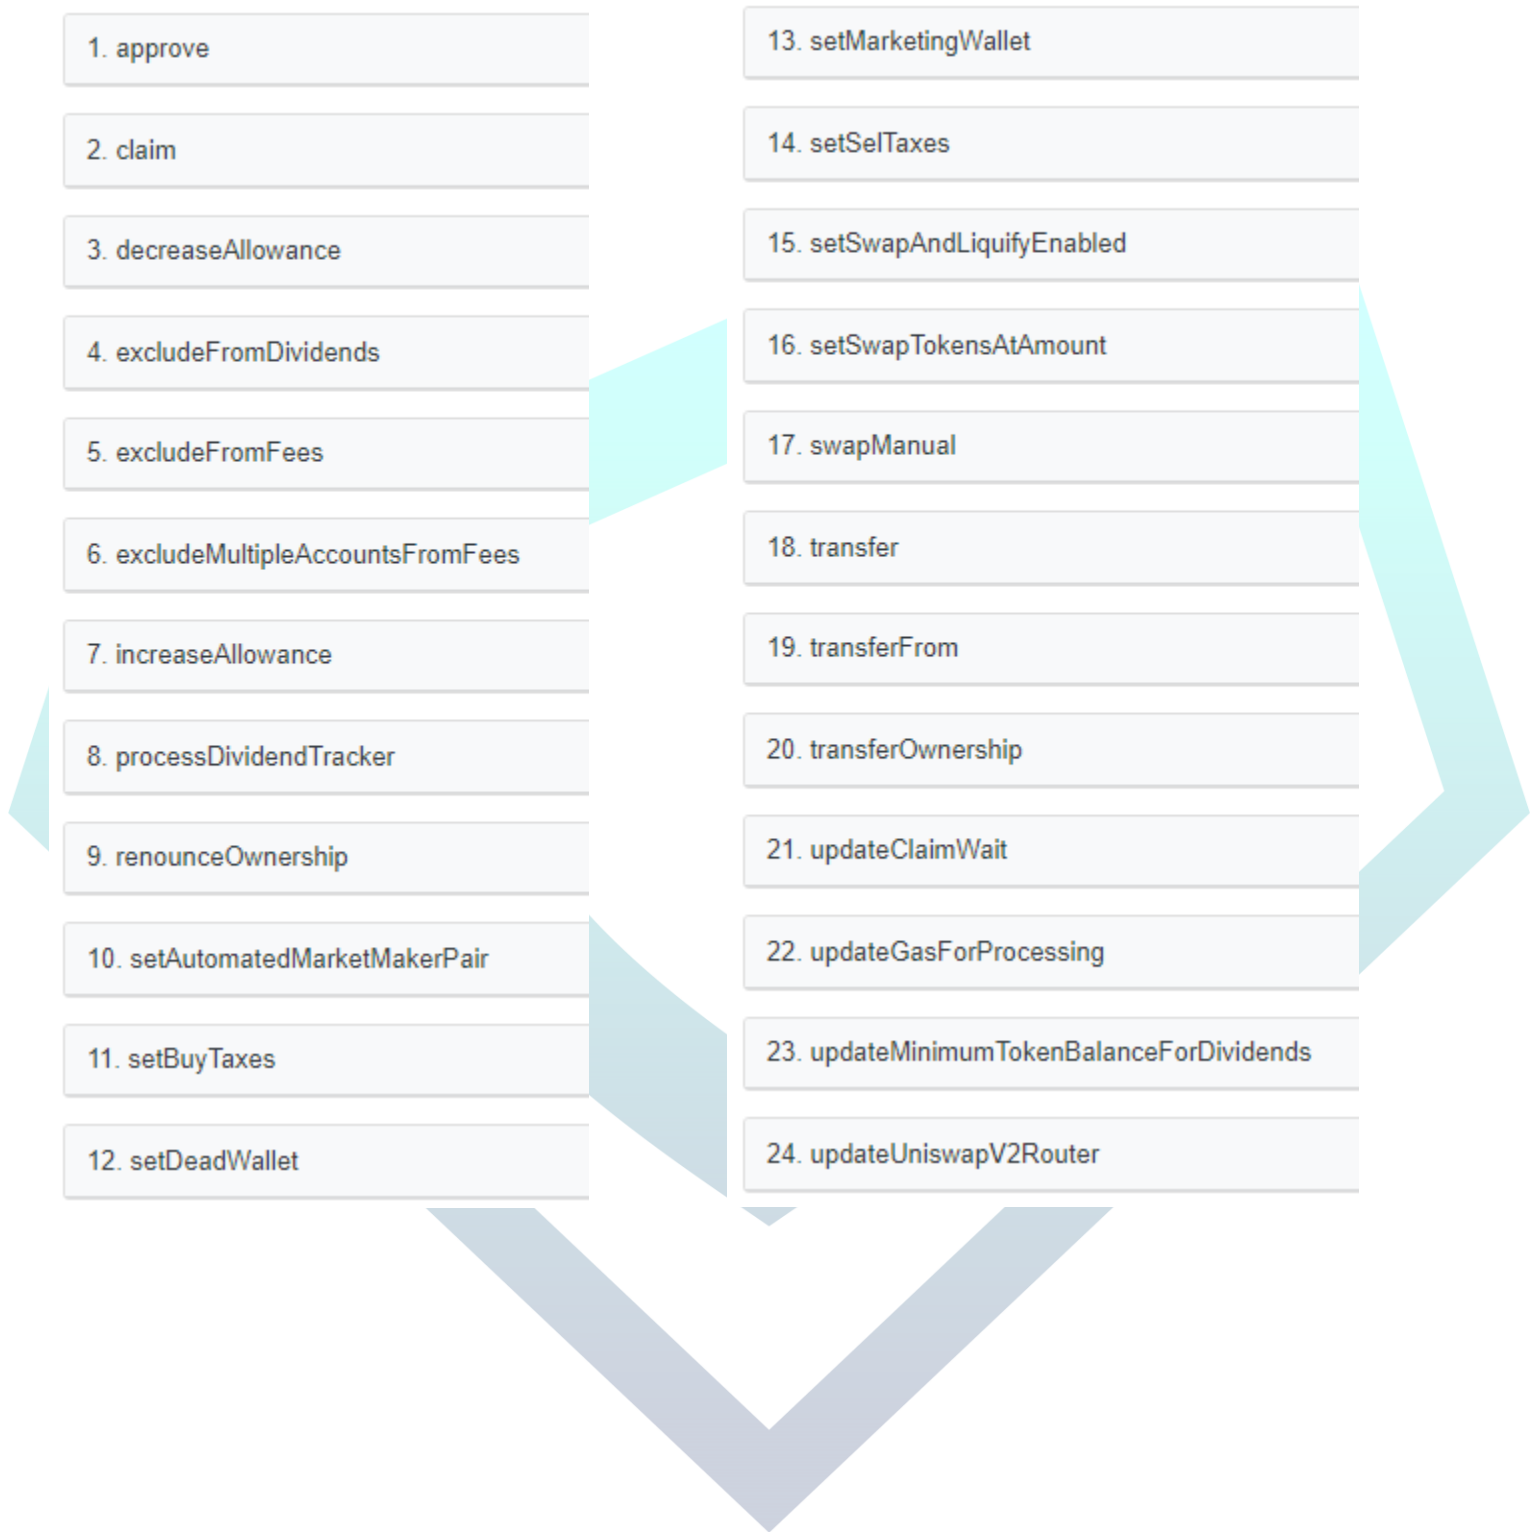 1. approve
2. claim
3. decreaseAllowance
4. excludeFromDividends
5. excludeFromFees
6. excludeMultipleAccountsFromFees
7. increaseAllowance
8. processDividendTracker
9. renounceOwnership
10. setAutomatedMarketMakerPair
11. setBuyTaxes
12. setDeadWallet
13. setMarketingWallet
14. setSelTaxes
15. setSwapAndLiquifyEnabled
16. setSwapTokensAtAmount
17. swapManual
18. transfer
19. transferFrom
20. transferOwnership
21. updateClaimWait
22. updateGasForProcessing
23. updateMinimumTokenBalanceForDividends
24. updateUniswapV2Router